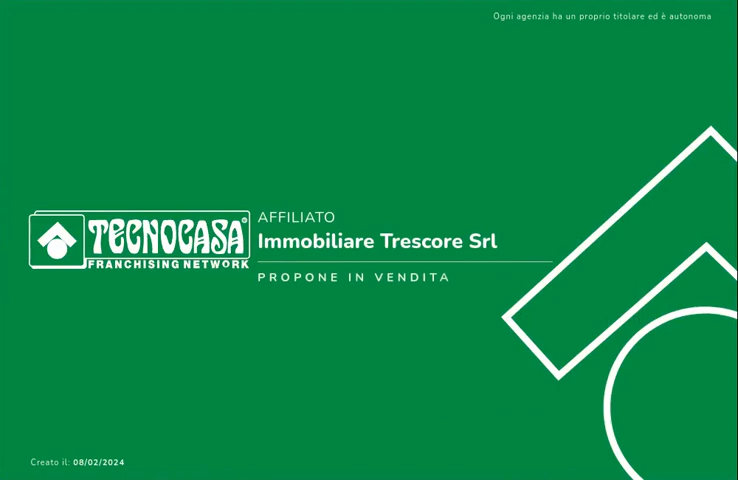 Ogni agenzia ha un proprio titolare ed è autonoma
TECNOCASA®
FRANCHISING NETWORK
AFFILIATO
Immobiliare Trescore Srl
PROPONE IN VENDITA
Creato il: 08/02/2024